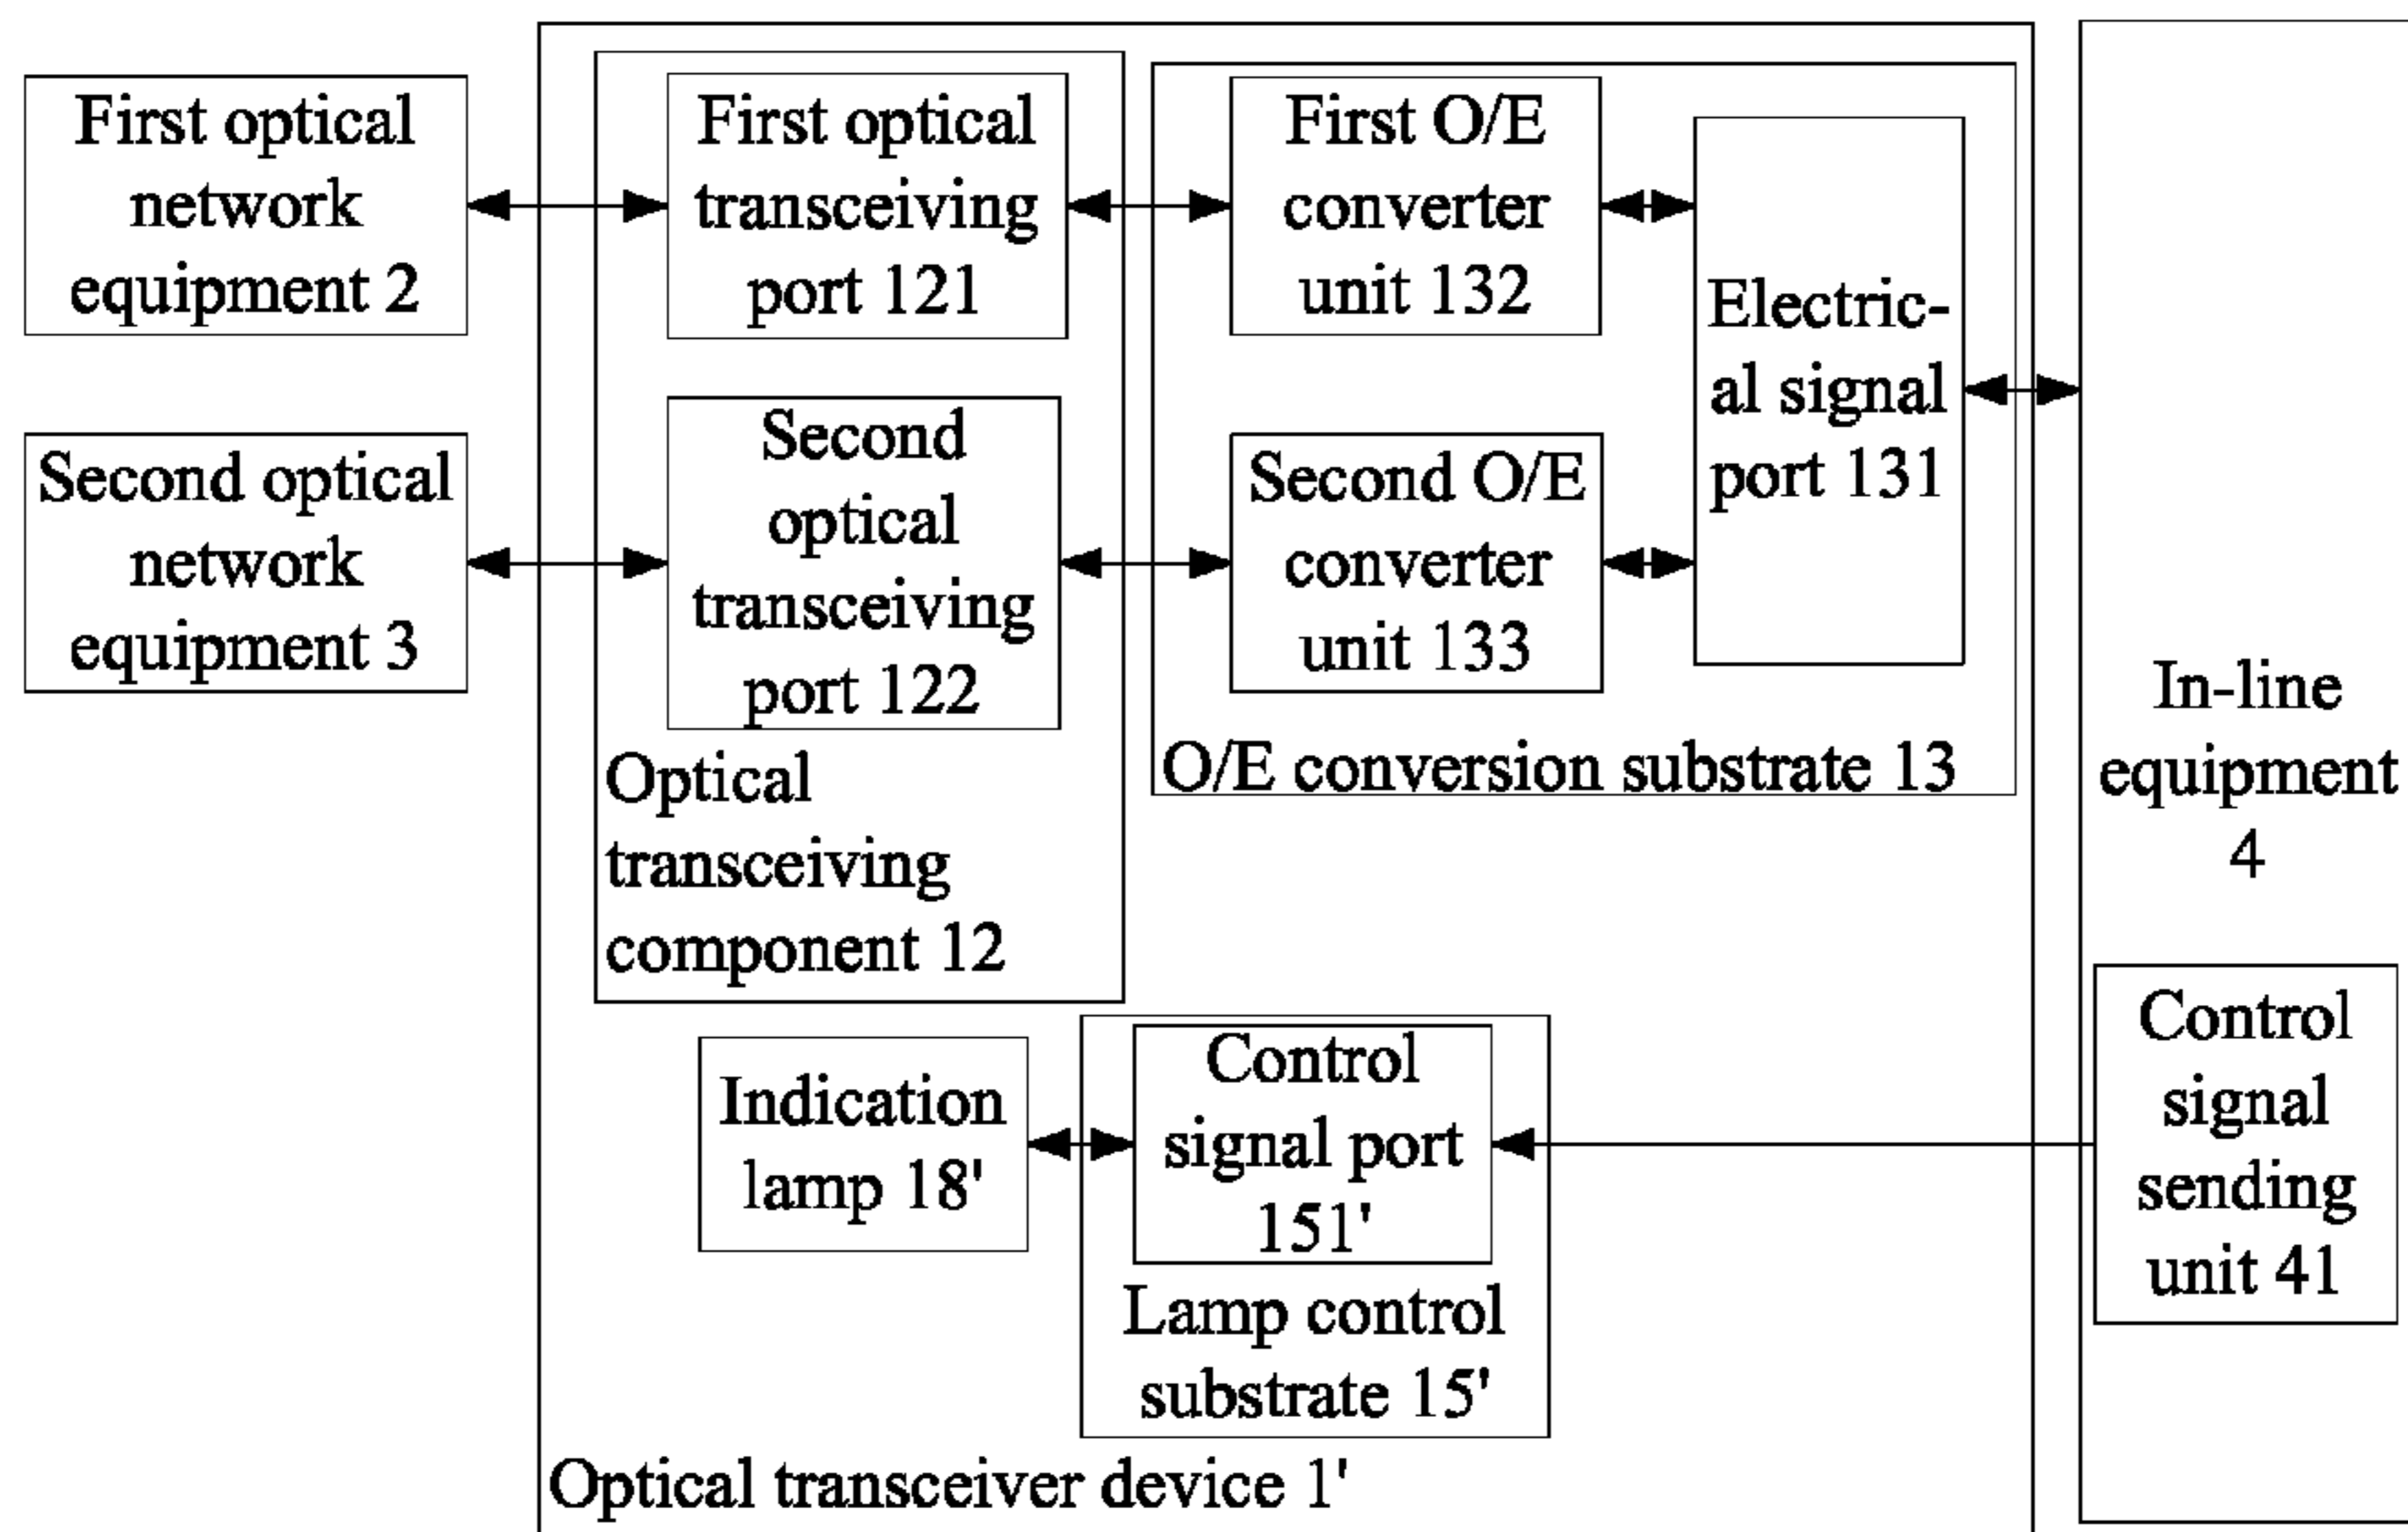 First optical
network
equipment 2
First optical
transceiving
port 121
First O/E
converter
unit 132
Electric-
al signal
port 131
Second optical
network
equipment 3
Second
optical
transceiving
port 122
Second O/E
converter
unit 133
In-line
equipment
4
Optical
transceiving
component 12
O/E conversion substrate 13
Indication
lamp 18'
Control
signal port
151'
Lamp control
substrate 15'
Control
signal
sending
unit 41
Optical transceiver device 1'